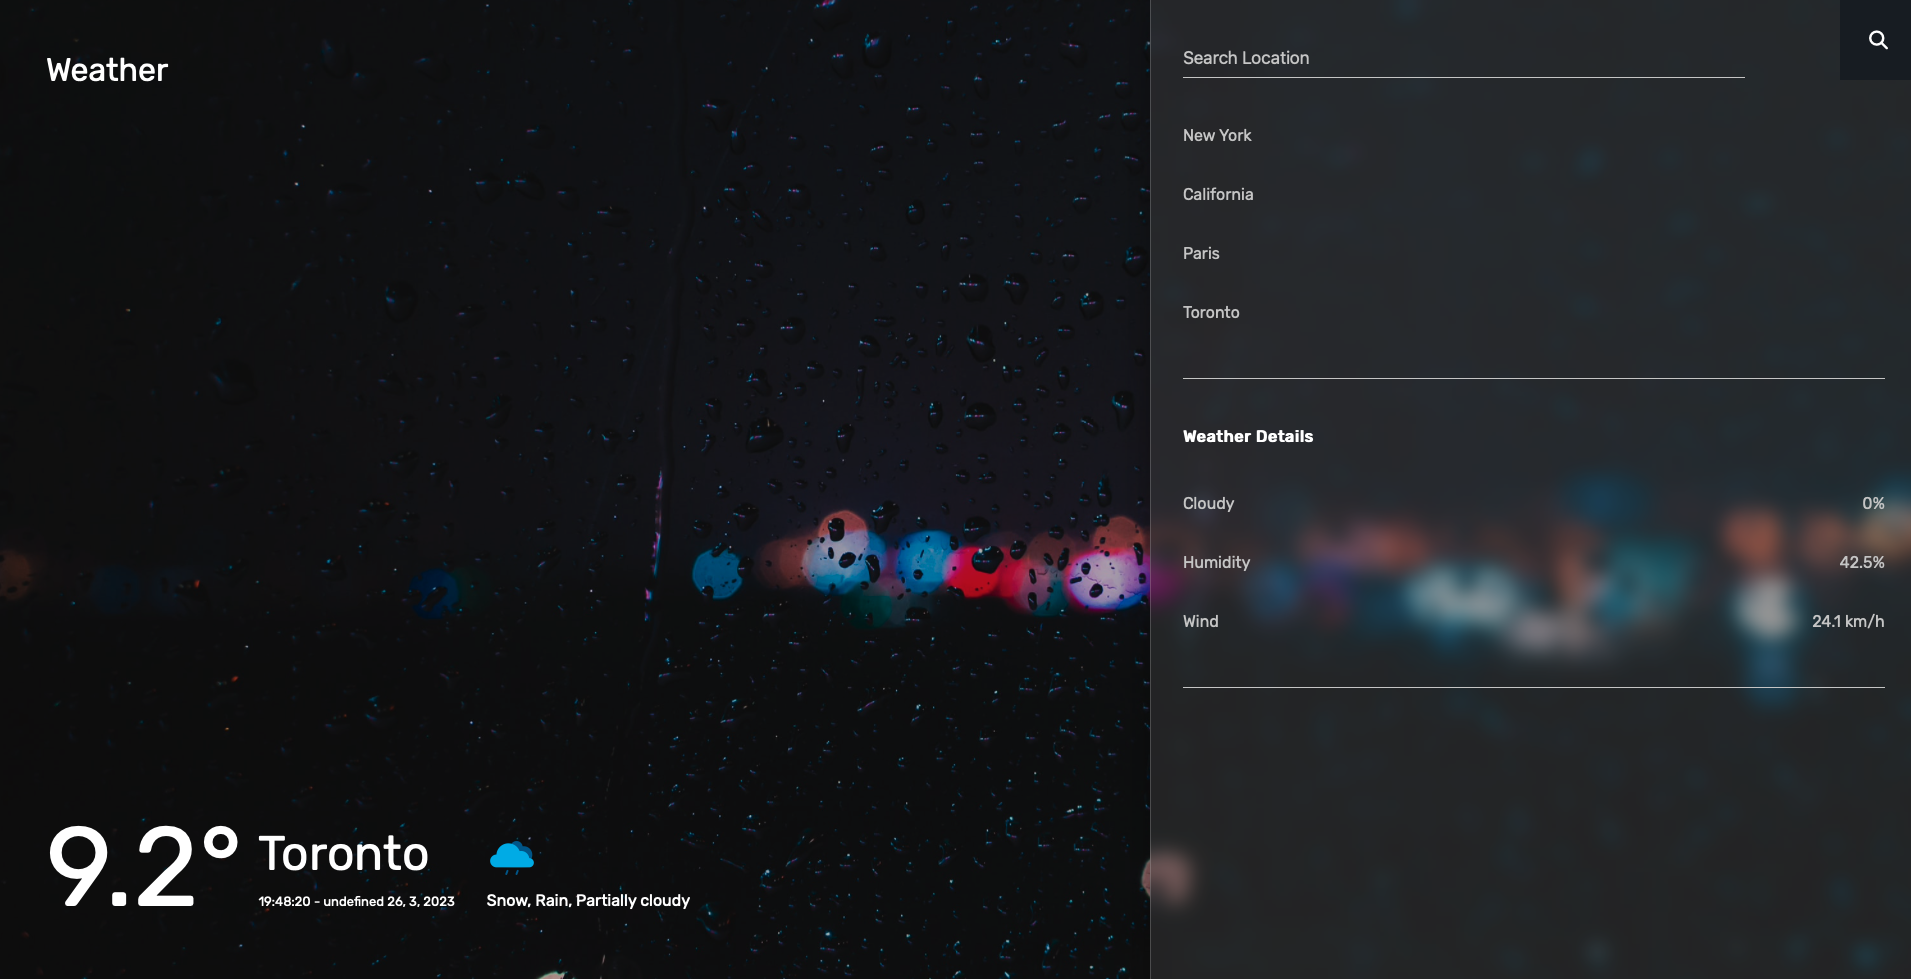 Weather
Search Location
New York
California
Paris
Toronto
Weather Details
Cloudy 0%
Humidity 42.5%
Wind 24.1 km/h
9.2° Toronto
19:48:20 - undefined 26, 3, 2023
Snow, Rain, Partially cloudy